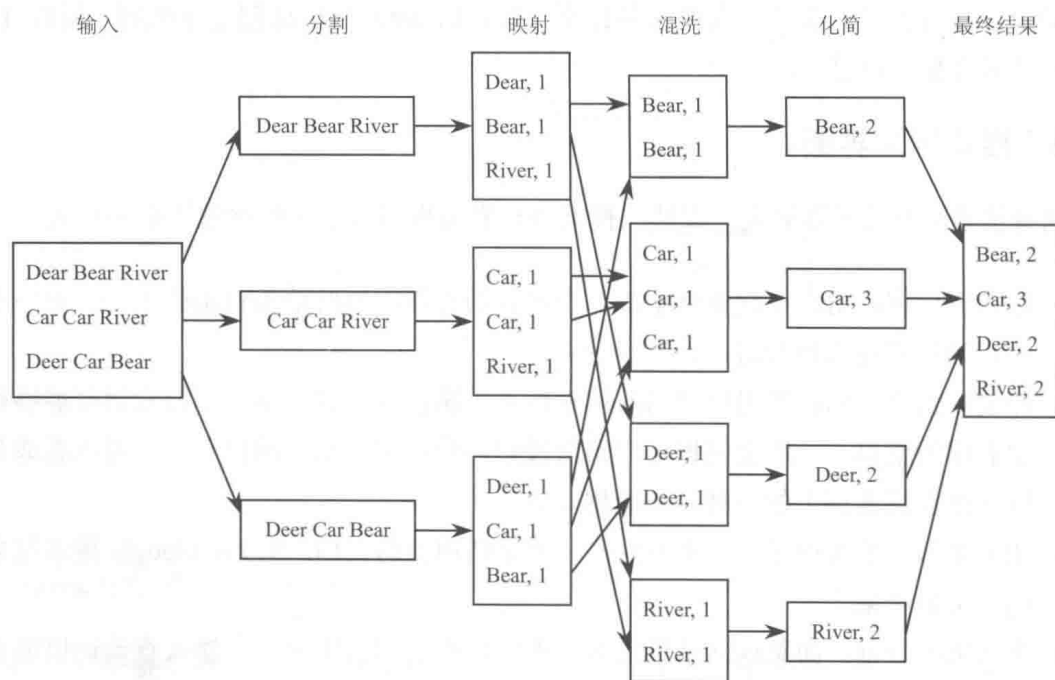 输入 分割 映射 混洗 化简 最终结果
Dear Bear River
Car Car River
Deer Car Bear
Dear Bear River
Car Car River
Deer Car Bear
Dear, 1
Bear, 1
River, 1
Car, 1
Car, 1
River, 1
Deer, 1
Car, 1
Bear, 1
Bear, 1
Bear, 1
Car, 1
Car, 1
Car, 1
Deer, 1
Deer, 1
River, 1
River, 1
Bear, 2
Car, 3
Deer, 2
River, 2
Bear, 2
Car, 3
Deer, 2
River, 2